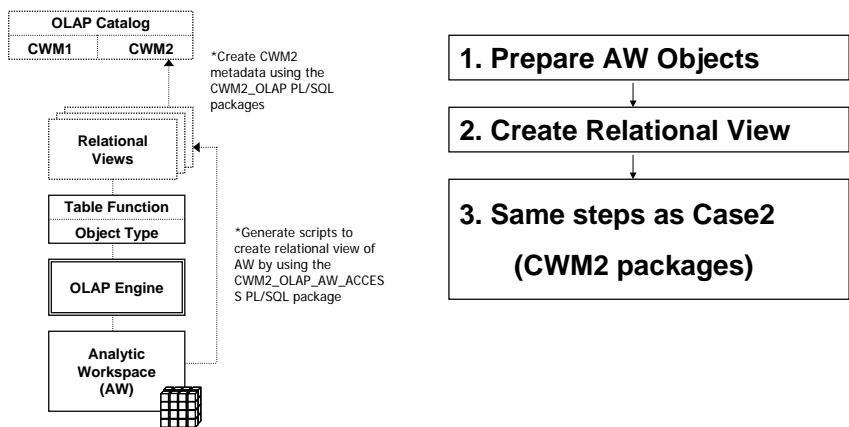 OLAP Catalog
CWM1 CWM2
*Create CWM2
metadata using the
CWM2_OLAP PL/SQL
packages
Relational
Views
Table Function
Object Type
*Generate scripts to
create relational view of
AW by using the
CWM2_OLAP_AW_ACCES
S PL/SQL package
OLAP Engine
Analytic
Workspace
(AW)
1. Prepare AW Objects
2. Create Relational View
3. Same steps as Case2
(CWM2 packages)